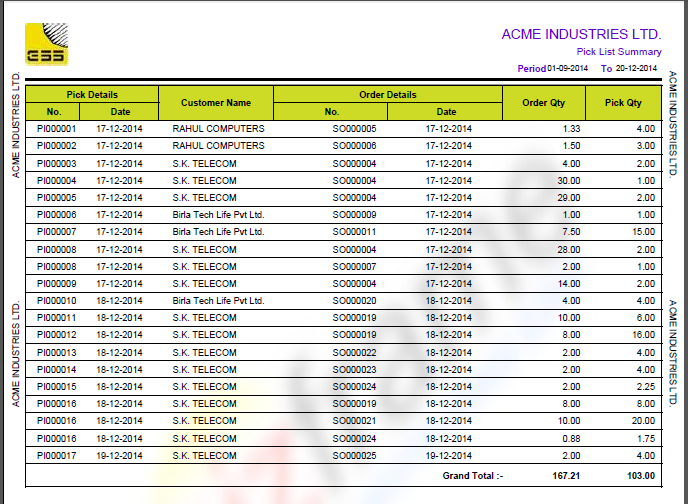 ESS
ACME INDUSTRIES LTD.
Pick List Summary
Period 01-09-2014 To 20-12-2014
Pick Details Customer Name Order Details Order Qty Pick Qty
No. Date No. Date
PI000001 17-12-2014 RAHUL COMPUTERS SO000005 17-12-2014 1.33 4.00
PI000002 17-12-2014 RAHUL COMPUTERS SO000006 17-12-2014 1.50 3.00
PI000003 17-12-2014 S.K. TELECOM SO000004 17-12-2014 4.00 2.00
PI000004 17-12-2014 S.K. TELECOM SO000004 17-12-2014 30.00 1.00
PI000005 17-12-2014 S.K. TELECOM SO000004 17-12-2014 29.00 2.00
PI000006 17-12-2014 Birla Tech Life Pvt Ltd. SO000009 17-12-2014 1.00 1.00
PI000007 17-12-2014 Birla Tech Life Pvt Ltd. SO000011 17-12-2014 7.50 15.00
PI000008 17-12-2014 S.K. TELECOM SO000004 17-12-2014 28.00 2.00
PI000008 17-12-2014 S.K. TELECOM SO000007 17-12-2014 2.00 1.00
PI000009 17-12-2014 S.K. TELECOM SO000004 17-12-2014 14.00 2.00
PI000010 18-12-2014 Birla Tech Life Pvt Ltd. SO000020 18-12-2014 4.00 4.00
PI000011 18-12-2014 S.K. TELECOM SO000019 18-12-2014 10.00 6.00
PI000012 18-12-2014 S.K. TELECOM SO000019 18-12-2014 8.00 16.00
PI000013 18-12-2014 S.K. TELECOM SO000022 18-12-2014 2.00 4.00
PI000014 18-12-2014 S.K. TELECOM SO000023 18-12-2014 2.00 4.00
PI000015 18-12-2014 S.K. TELECOM SO000024 18-12-2014 2.00 2.25
PI000016 18-12-2014 S.K. TELECOM SO000019 18-12-2014 8.00 8.00
PI000016 18-12-2014 S.K. TELECOM SO000021 18-12-2014 10.00 20.00
PI000016 18-12-2014 S.K. TELECOM SO000024 18-12-2014 0.88 1.75
PI000017 19-12-2014 S.K. TELECOM SO000025 19-12-2014 2.00 4.00
Grand Total :- 167.21 103.00
ACME INDUSTRIES LTD.
ACME INDUSTRIES LTD.
ACME INDUSTRIES LTD.
ACME INDUSTRIES LTD.